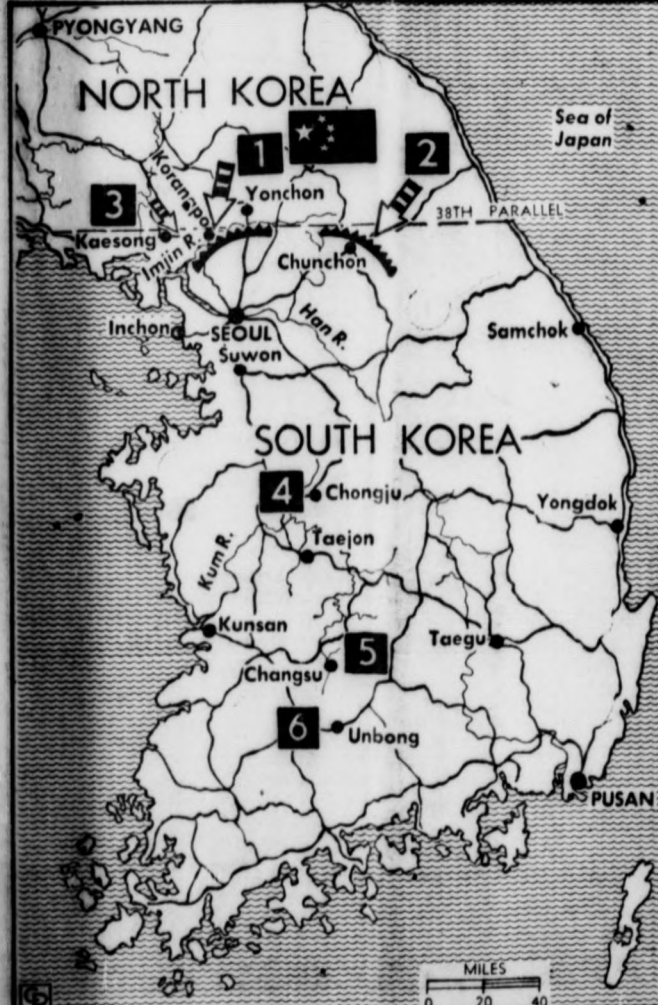 PYONGYANG
NORTH KOREA
Sea of
Japan
1
2
3
Koranpo
Yonchon
38TH PARALLEL
Kaesong
Imjin R.
Chunchon
Inchon
SEOUL
Han R.
Samchok
Suwon
SOUTH KOREA
4
Chongju
Yongdok
Kum R.
Taejon
Kunsan
Taegu
5
Changsu
6
Unbong
PUSAN
MILES
0 20 40